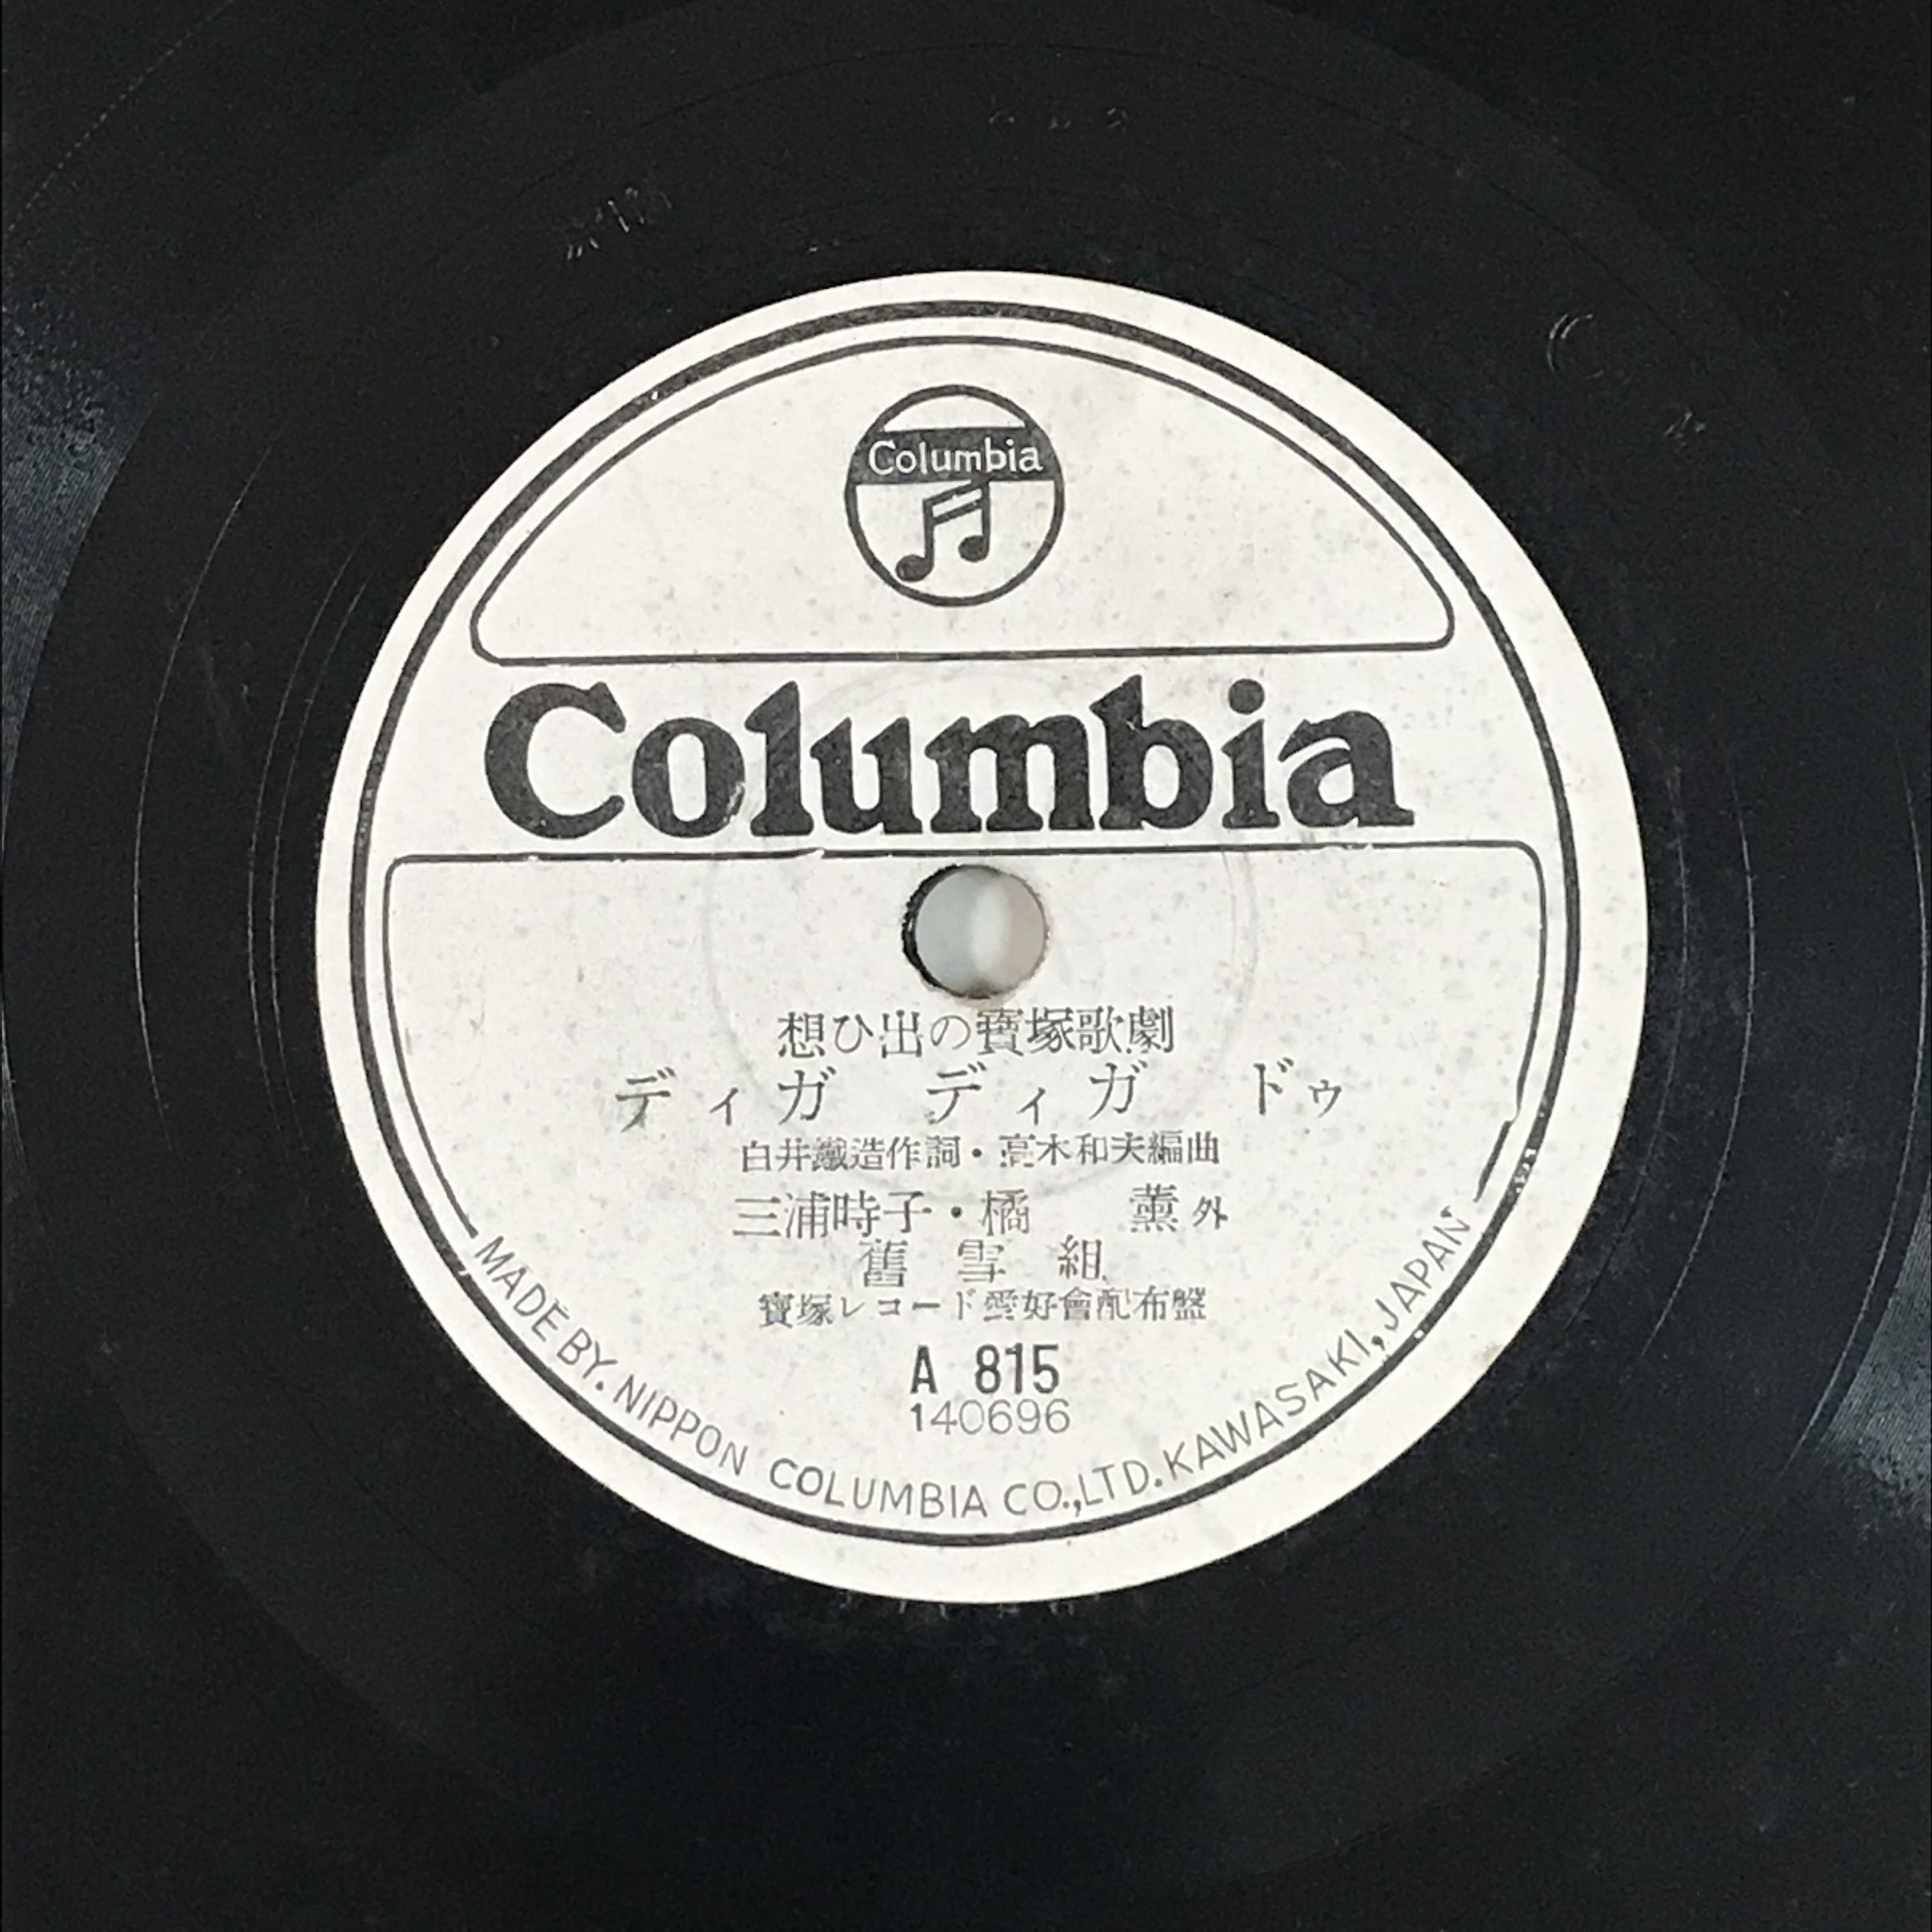 Columbia
Columbia
想ひ出の寶塚歌劇
ディガ ディガ ドゥ
白井鐵造作詞・高木和夫編曲
三浦時子・橘 薫外
舊雪組
寶塚レコード愛好會配布盤
A 815
140696
MADE BY. NIPPON COLUMBIA CO.,LTD. KAWASAKI, JAPAN